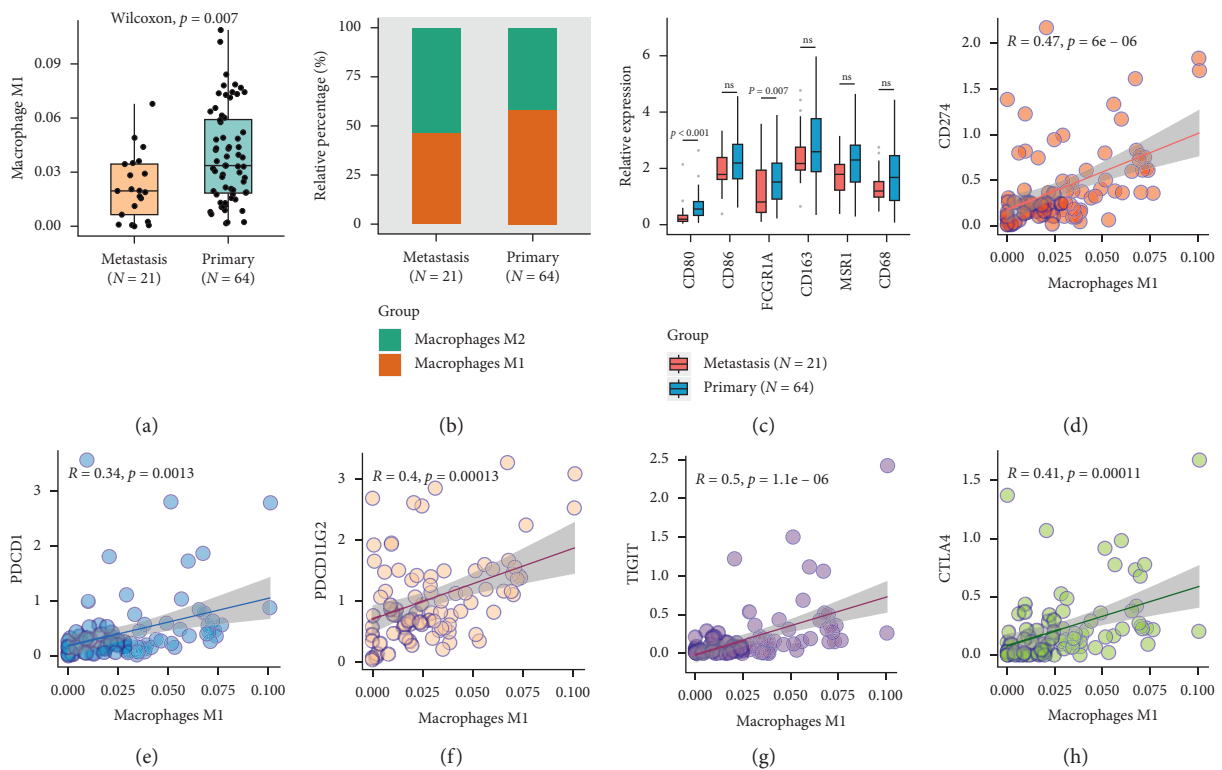 Wilcoxon, p = 0.007
Macrophage M1
0.09
0.06
0.03
0.00
Metastasis
(N = 21)
Primary
(N = 64)
(a)
Relative percentage (%)
100
75
50
25
0
Metastasis
(N = 21)
Primary
(N = 64)
Group
Macrophages M2
Macrophages M1
(b)
Relative expression
6
4
2
0
p < 0.001
ns
P = 0.007
ns
ns
ns
CD80
CD86
FCGR1A
CD163
MSR1
CD68
Group
Metastasis (N = 21)
Primary (N = 64)
(c)
R = 0.47, p = 6e − 06
CD274
2.0
1.5
1.0
0.5
0.0
0.000
0.025
0.050
0.075
0.100
Macrophages M1
(d)
R = 0.34, p = 0.0013
PDCD1
3
2
1
0
0.000
0.025
0.050
0.075
0.100
Macrophages M1
(e)
R = 0.4, p = 0.00013
PDCD1LG2
3
2
1
0
0.000
0.025
0.050
0.075
0.100
Macrophages M1
(f)
R = 0.5, p = 1.1e − 06
TIGIT
2.5
2.0
1.5
1.0
0.5
0.0
0.000
0.025
0.050
0.075
0.100
Macrophages M1
(g)
R = 0.41, p = 0.00011
CTLA4
1.5
1.0
0.5
0.0
0.000
0.025
0.050
0.075
0.100
Macrophages M1
(h)